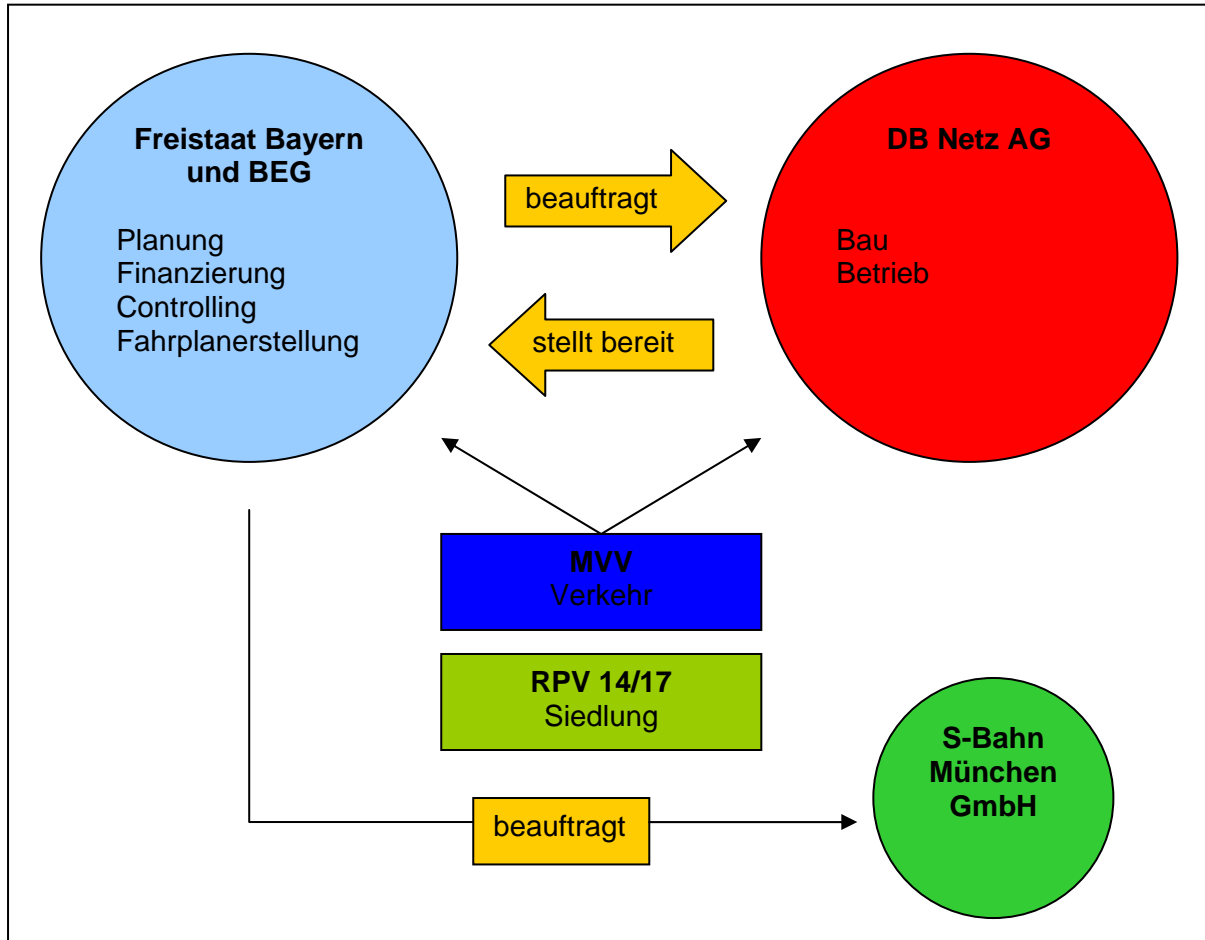 Freistaat Bayern
und BEG
Planung
Finanzierung
Controlling
Fahrplanerstellung
beauftragt
stellt bereit
DB Netz AG
Bau
Betrieb
MVV
Verkehr
RPV 14/17
Siedlung
beauftragt
S-Bahn
München
GmbH